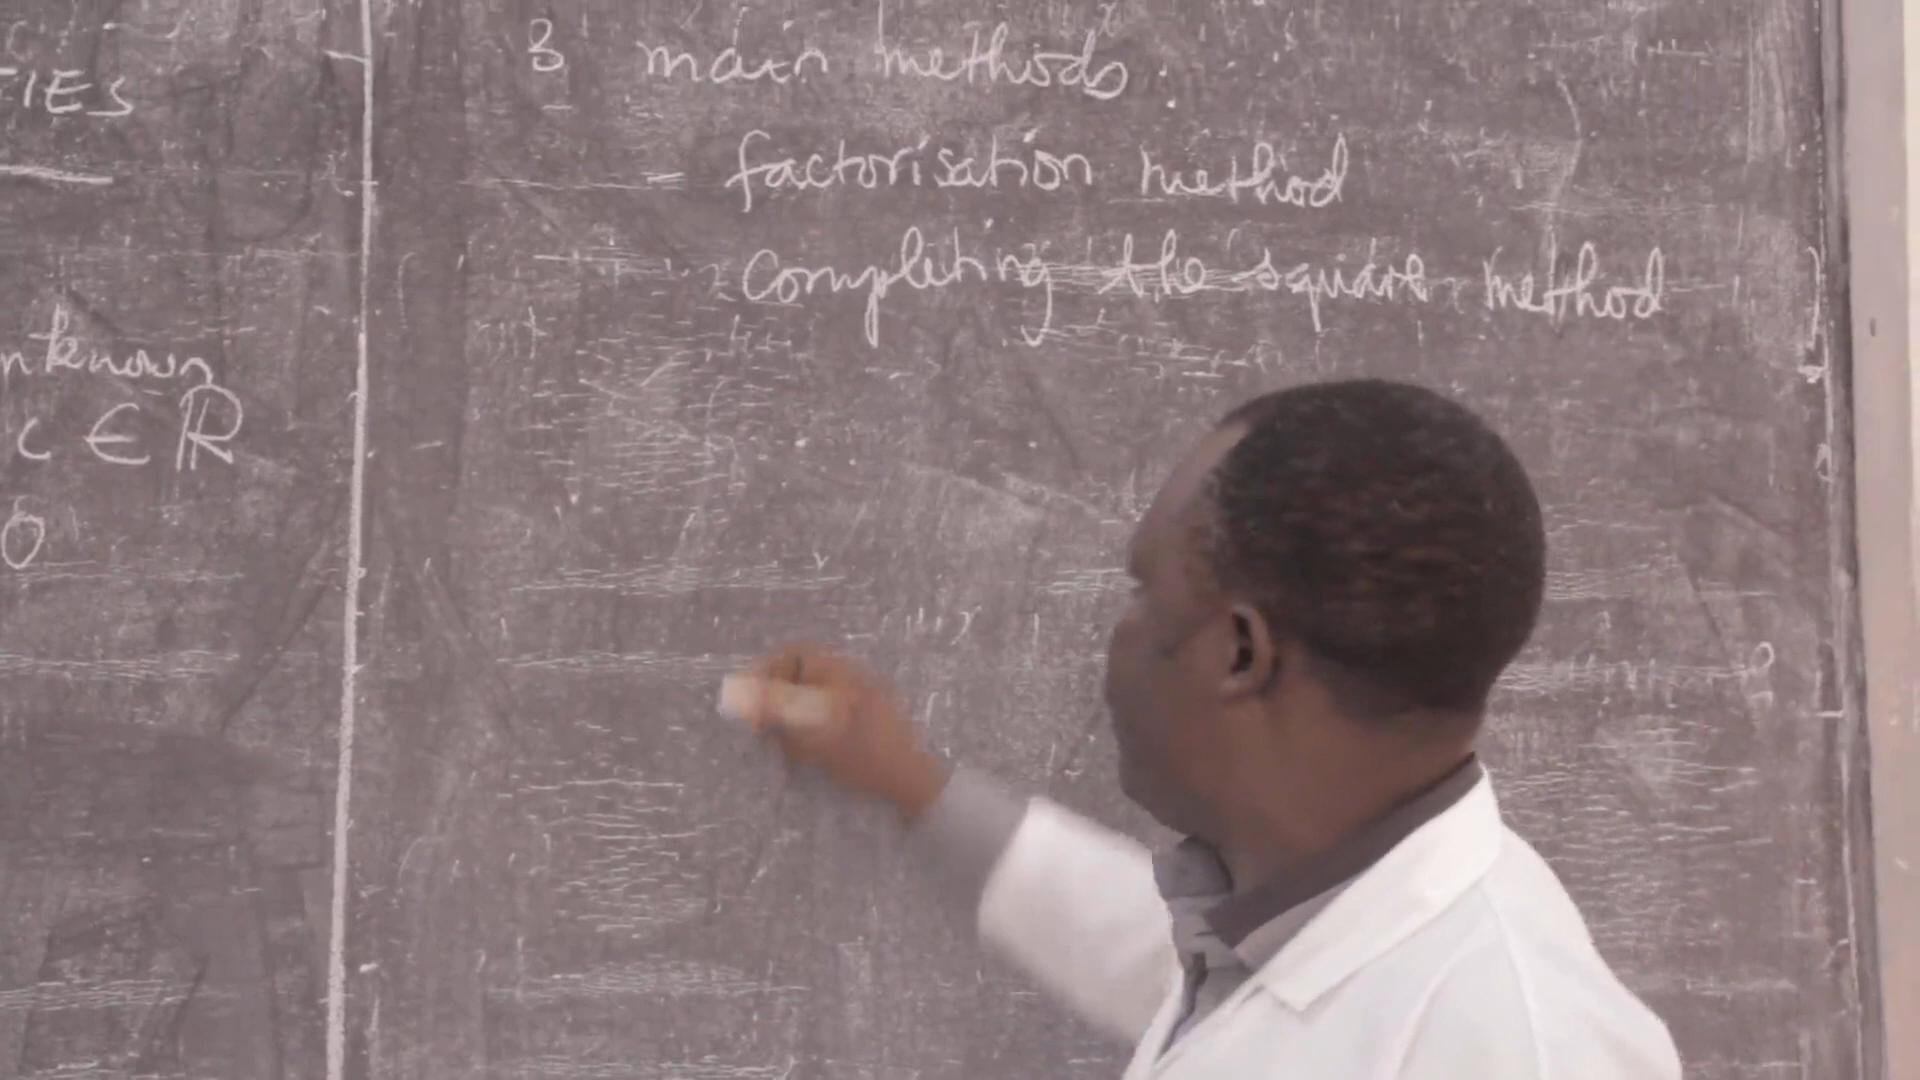 TIES
nknown
c ∈ ℝ
0
3 main methods.
= factorisation method
- Completing the square method